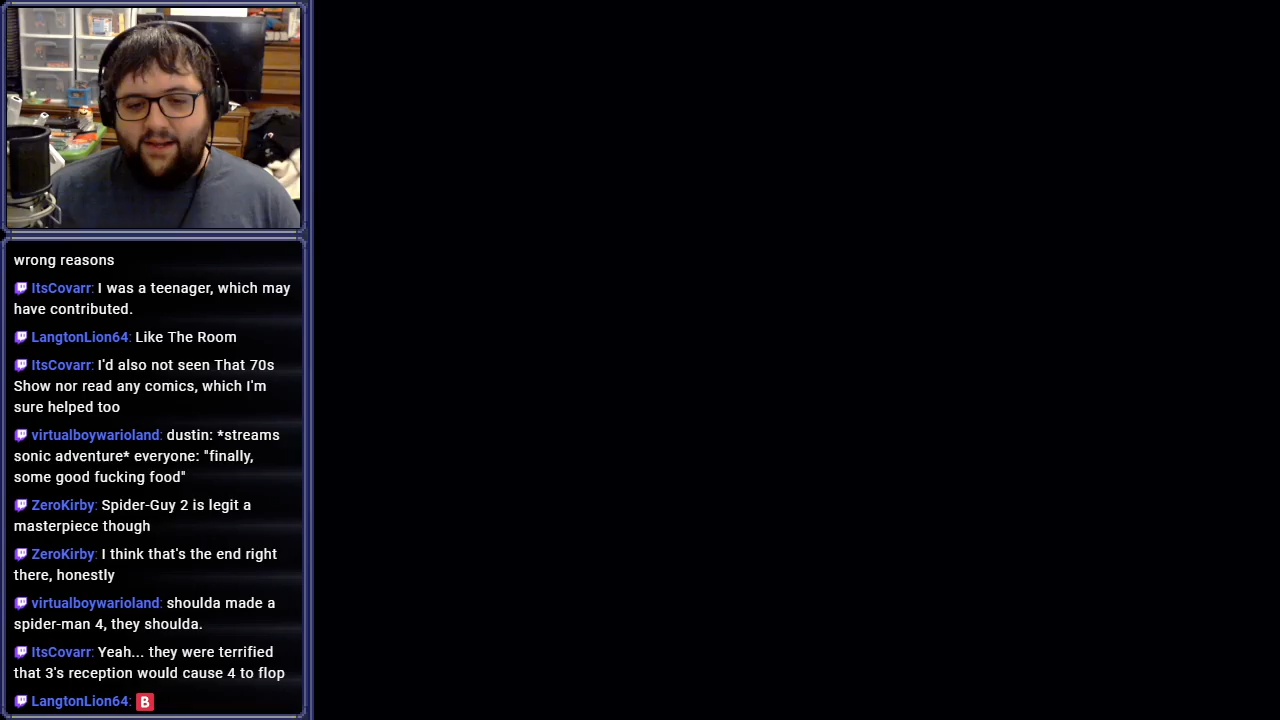 wrong reasons
ItsCovarr: I was a teenager, which may
have contributed.
LangtonLion64: Like The Room
ItsCovarr: I'd also not seen That 70s
Show nor read any comics, which I'm
sure helped too
virtualboywarioland: dustin: *streams
sonic adventure* everyone: "finally,
some good fucking food"
ZeroKirby: Spider-Guy 2 is legit a
masterpiece though
ZeroKirby: I think that's the end right
there, honestly
virtualboywarioland: shoulda made a
spider-man 4, they shoulda.
ItsCovarr: Yeah... they were terrified
that 3's reception would cause 4 to flop
LangtonLion64: B